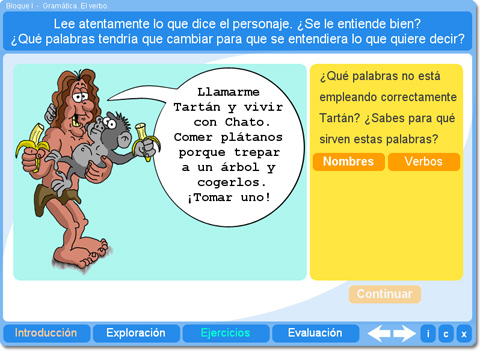 Bloque I - Gramática. El verbo.
Lee atentamente lo que dice el personaje. ¿Se le entiende bien?
¿Qué palabras tendría que cambiar para que se entendiera lo que quiere decir?
Llamarme
Tartán y vivir
con Chato.
Comer plátanos
porque trepar
a un árbol y
cogerlos.
¡Tomar uno!
¿Qué palabras no está
empleando correctamente
Tartán? ¿Sabes para qué
sirven estas palabras?
Nombres Verbos
Continuar
Introducción Exploración Ejercicios Evaluación i c x